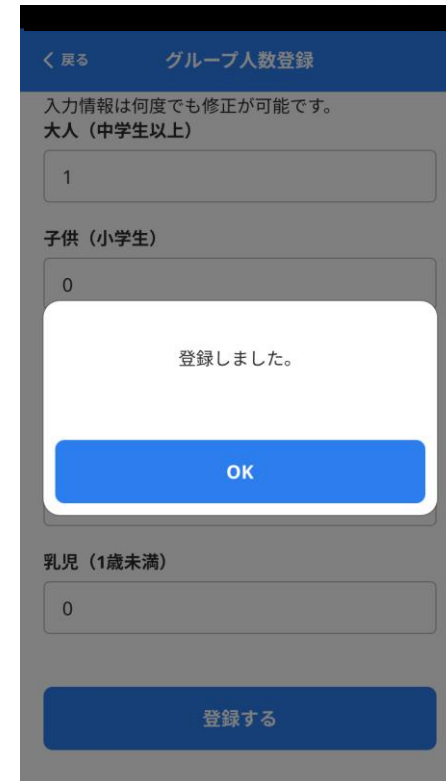 戻る
グループ人数登録
入力情報は何度でも修正が可能です。
大人（中学生以上）
1
子供（小学生）
0
登録しました。
OK
乳児（1歳未満）
0
登録する